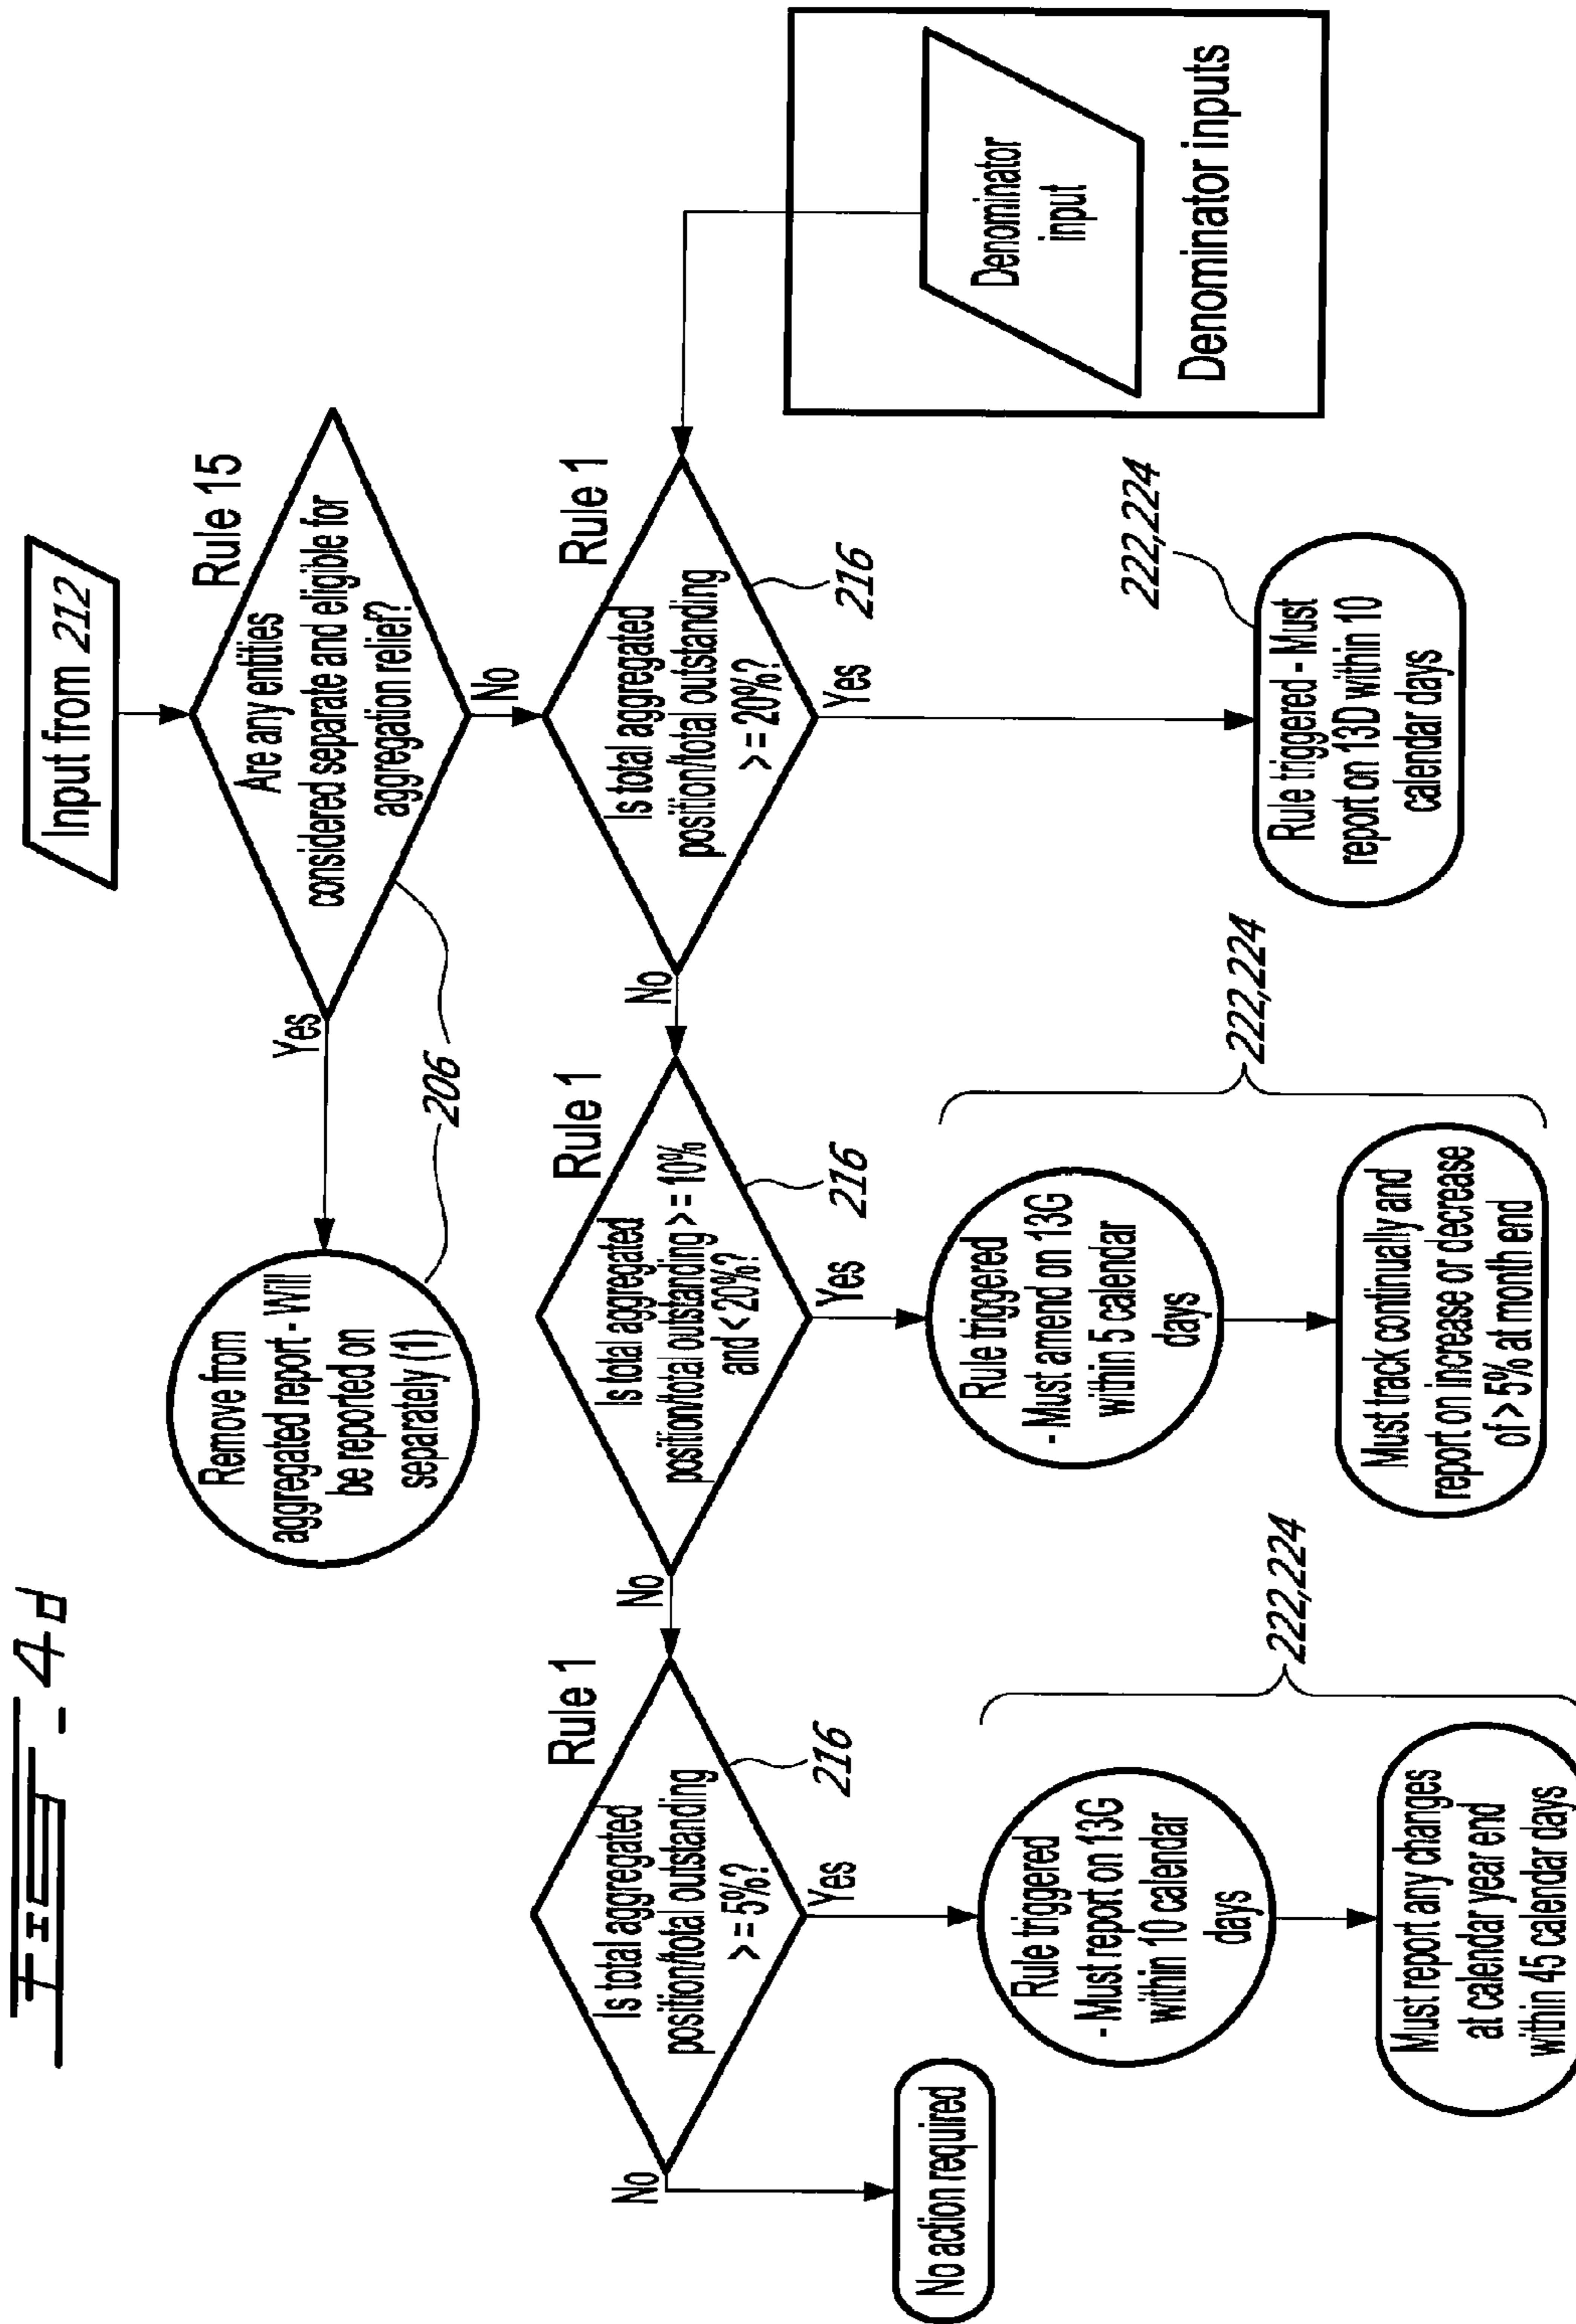 FIG - 4d
Input from 212
Rule 15
Are any entities
considered separate and eligible for
aggregation relief?
Yes
No
206
Remove from
aggregated report - Will
be reported on
separately (1)
Rule 1
Is total aggregated
position/total outstanding
> = 20%?
216
No
Yes
Denominator
input
Denominator inputs
222,224
Rule triggered - Must
report on 13D within 10
calendar days
Rule 1
Is total aggregated
position/total outstanding > = 10%
and < 20%?
216
No
Yes
Rule triggered
- Must amend on 13G
within 5 calendar
days
222,224
Must track continually and
report on increase or decrease
of > 5% at month end
Rule 1
Is total aggregated
position/total outstanding
> = 5%?
216
No
Yes
Rule triggered
- Must report on 13G
within 10 calendar
days
222,224
Must report any changes
at calendar year end
within 45 calendar days
No action required